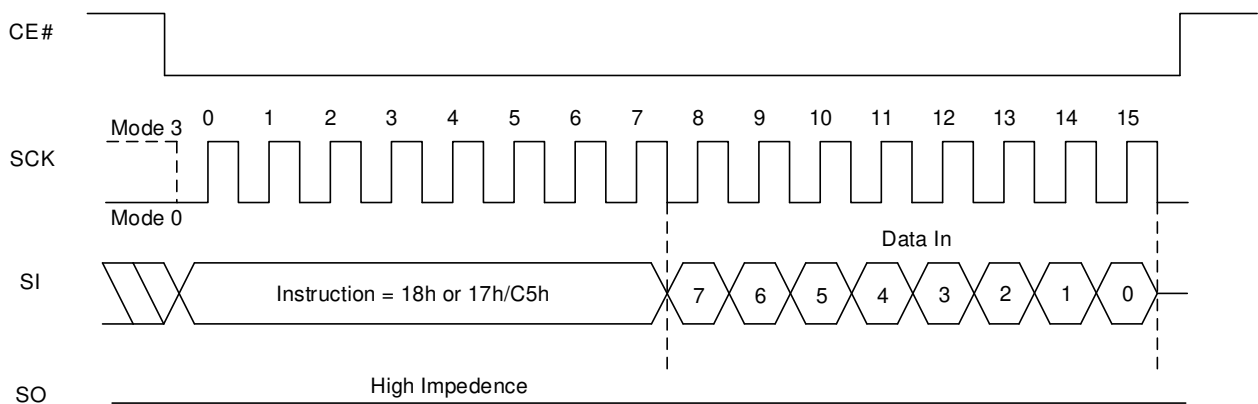 CE#
Mode 3 0 1 2 3 4 5 6 7 8 9 10 11 12 13 14 15
SCK
Mode 0
Data In
SI Instruction = 18h or 17h/C5h 7 6 5 4 3 2 1 0
High Impedence
SO